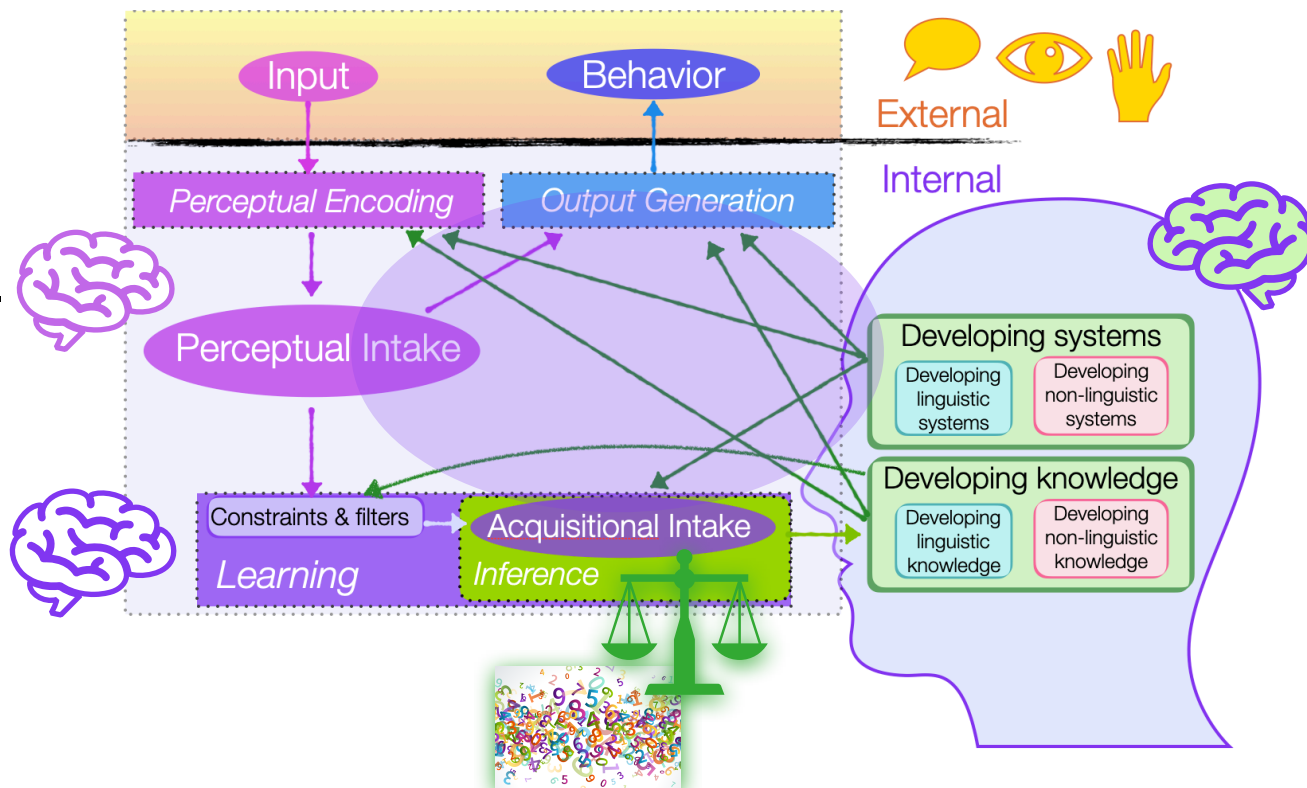 Input
Behavior
External
Internal
Perceptual Encoding
Output Generation
Perceptual Intake
Developing systems
Developing
linguistic
systems
Developing
non-linguistic
systems
Developing knowledge
Developing
linguistic
knowledge
Developing
non-linguistic
knowledge
Constraints & filters
Acquisitional Intake
Learning
Inference